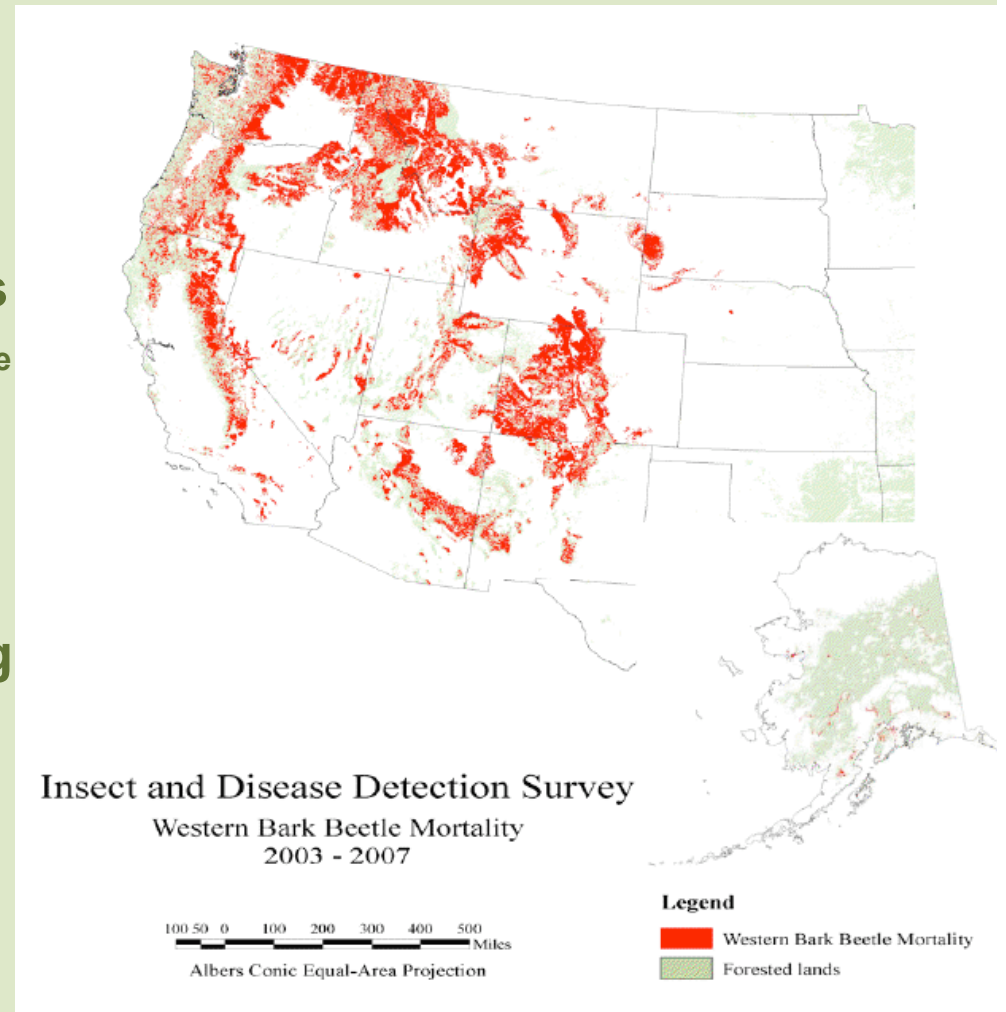 s
e
g
Insect and Disease Detection Survey
Western Bark Beetle Mortality
2003 - 2007
100 50 0 100 200 300 400 500
Miles
Albers Conic Equal-Area Projection
Legend
Western Bark Beetle Mortality
Forested lands